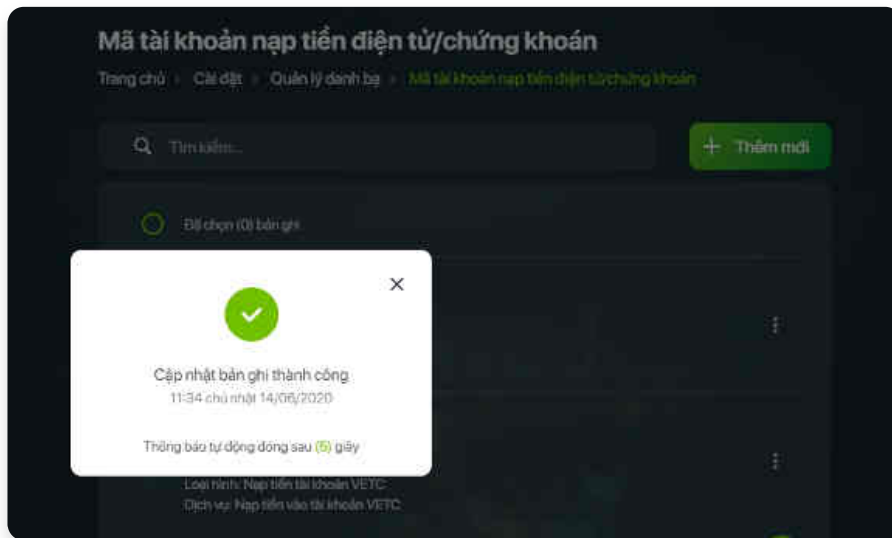 Mã tài khoản nạp tiền điện tử/chứng khoán
Trang chủ Cài đặt Quản lý danh bạ Mã tài khoản nạp tiền điện tử/chứng khoán
Tìm kiếm...
+ Thêm mới
Đã chọn (0) bản ghi
Cập nhật bản ghi thành công
11:34 chủ nhật 14/06/2020
Thông báo tự động đóng sau (5) giây
Loại hình: Nạp tiền tài khoản VETC
Dịch vụ: Nạp tiền vào tài khoản VETC